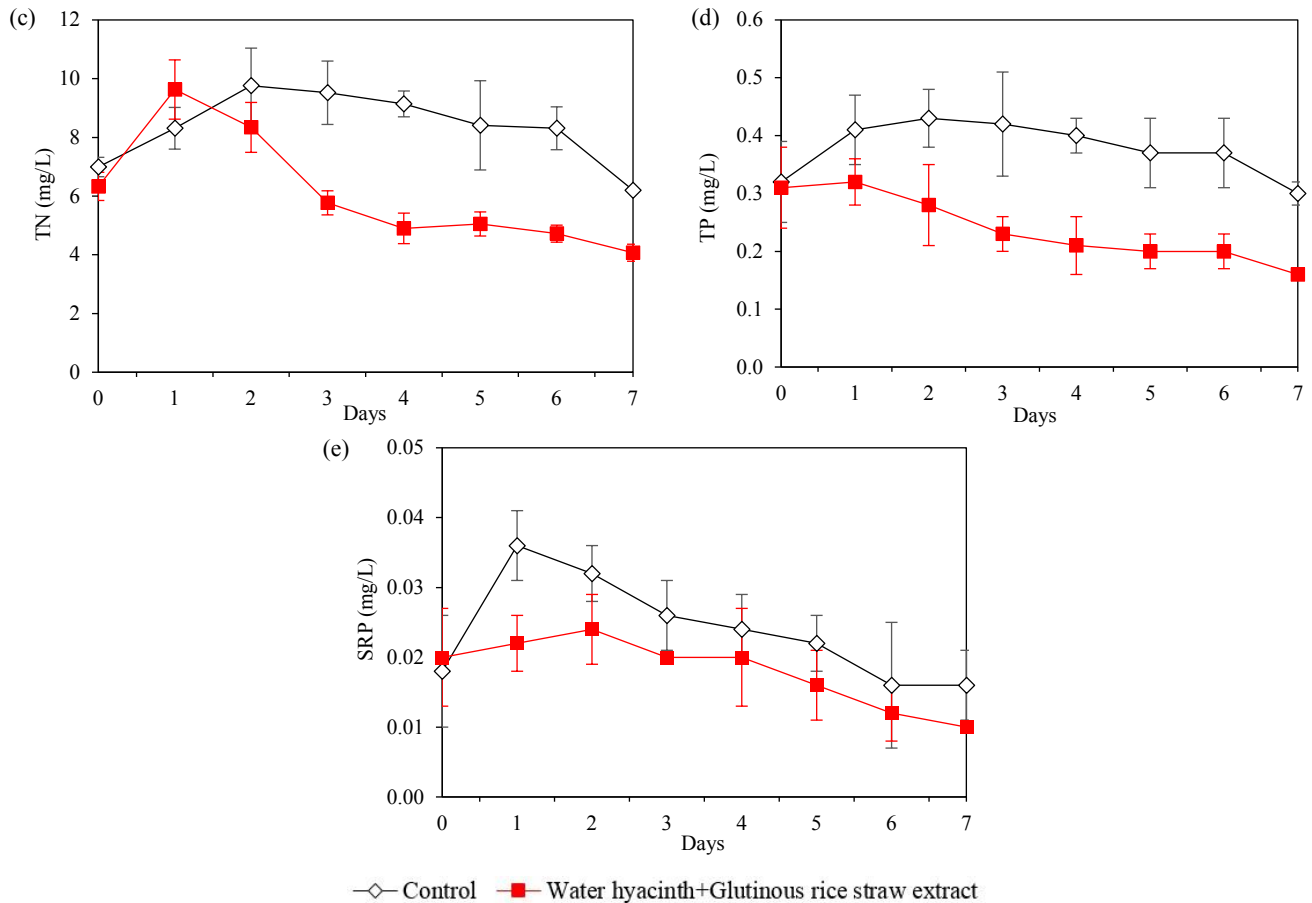 (c)
12
10
8
6
4
2
0
TN (mg/L)
0 1 2 3 4 5 6 7
Days
(d)
0.6
0.5
0.4
0.3
0.2
0.1
0.0
TP (mg/L)
0 1 2 3 4 5 6 7
Days
(e)
0.05
0.04
0.03
0.02
0.01
0.00
SRP (mg/L)
0 1 2 3 4 5 6 7
Days
Control
Water hyacinth+Glutinous rice straw extract